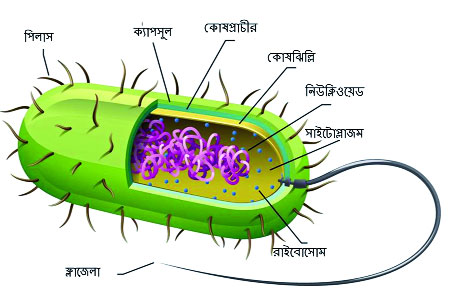 পিলাস
ক্যাপসূল
কোষপ্রাচীর
কোষঝিল্লি
নিউক্লিওয়েড
সাইটোপ্লাজম
রাইবোসোম
ফ্লাজেলা